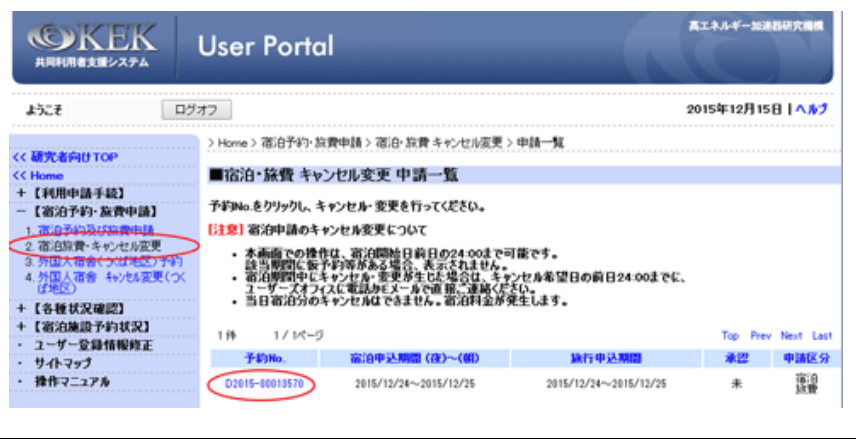 KEK
共同利用者支援システム
User Portal
高エネルギー加速器研究機構
ようこそ
ログオフ
2015年12月15日 | ヘルプ
<< 研究者向けTOP
<< Home
+ 【利用申請手続】
- 【宿泊予約・旅費申請】
1. 宿泊予約及び旅費申請
2. 宿泊旅費・キャンセル変更
3. 外国人宿舎(つくば地区)予約
4. 外国人宿舎 キャンセル変更(つく
ば地区)
+ 【各種状況確認】
+ 【宿泊施設予約状況】
・ ユーザー登録情報修正
・ サイトマップ
・ 操作マニュアル
> Home > 宿泊予約・旅費申請 > 宿泊・旅費 キャンセル変更 > 申請一覧
■宿泊・旅費 キャンセル変更 申請一覧
予約No.をクリックし、キャンセル・変更を行ってください。
[注意] 宿泊申請のキャンセル変更について
・ 本画面での操作は、宿泊開始日前日の24:00まで可能です。
該当期間に仮予約等がある場合、表示されません。
・ 宿泊期間中にキャンセル・変更が生じた場合は、キャンセル希望日の前日24:00までに、
ユーザーズオフィスに電話かEメールで直接ご連絡ください。
・ 当日宿泊分のキャンセルはできません。宿泊料金が発生します。
1件 1 / 1ページ Top Prev Next Last
予約No. 宿泊申込期間 (夜)～(朝) 旅行申込期間 承認 申請区分
D2015-00013570 2015/12/24～2015/12/25 2015/12/24～2015/12/25 未 宿泊
旅費